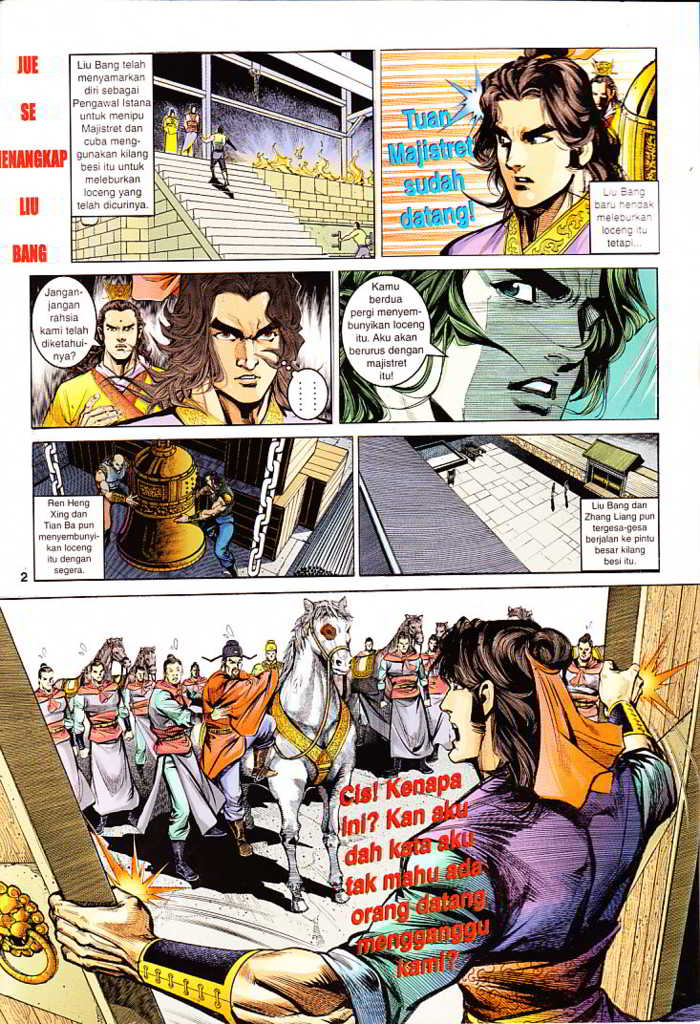 JUE
SE
MENANGKAP
LIU
BANG
Liu Bang telah
menyamarkan
diri sebagai
Pengawal Istana
untuk menipu
Majistret dan
cuba meng-
gunakan kilang
besi itu untuk
meleburkan
loceng yang
telah dicurinya.
Tuan
Majistret
sudah
datang!
Liu Bang
baru hendak
meleburkan
loceng itu
tetapi...
Jangan-
jangan
rahsia
kami telah
diketahui-
nya?
......
Kamu
berdua
pergi menyem-
bunyikan loceng
itu. Aku akan
berurus dengan
majistret
itu!
Ren Heng
Xing dan
Tian Ba pun
menyembunyi-
kan loceng
itu dengan
segera.
Liu Bang dan
Zhang Liang pun
tergesa-gesa
berjalan ke pintu
besar kilang
besi itu.
2
Cis! Kenapa
ini? Kan aku
dah kata aku
tak mahu ada
orang datang
mengganggu
kami?